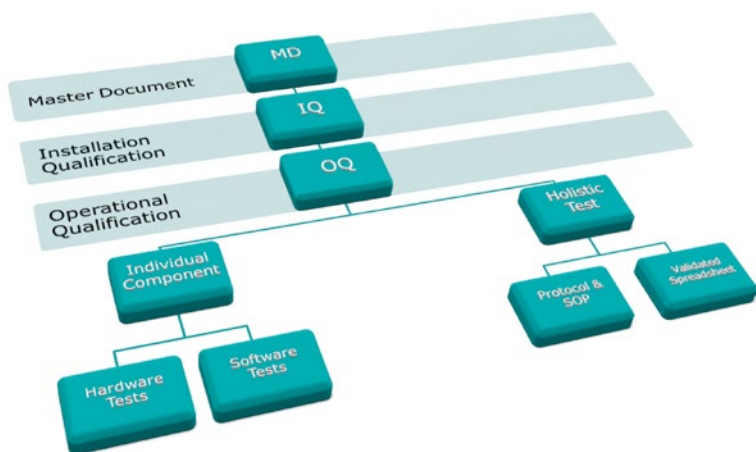 MD
Master Document
IQ
Installation
Qualification
OQ
Operational
Qualification
Holistic
Test
Individual
Component
Protocol &
SOP
Validated
Spreadsheet
Hardware
Tests
Software
Tests